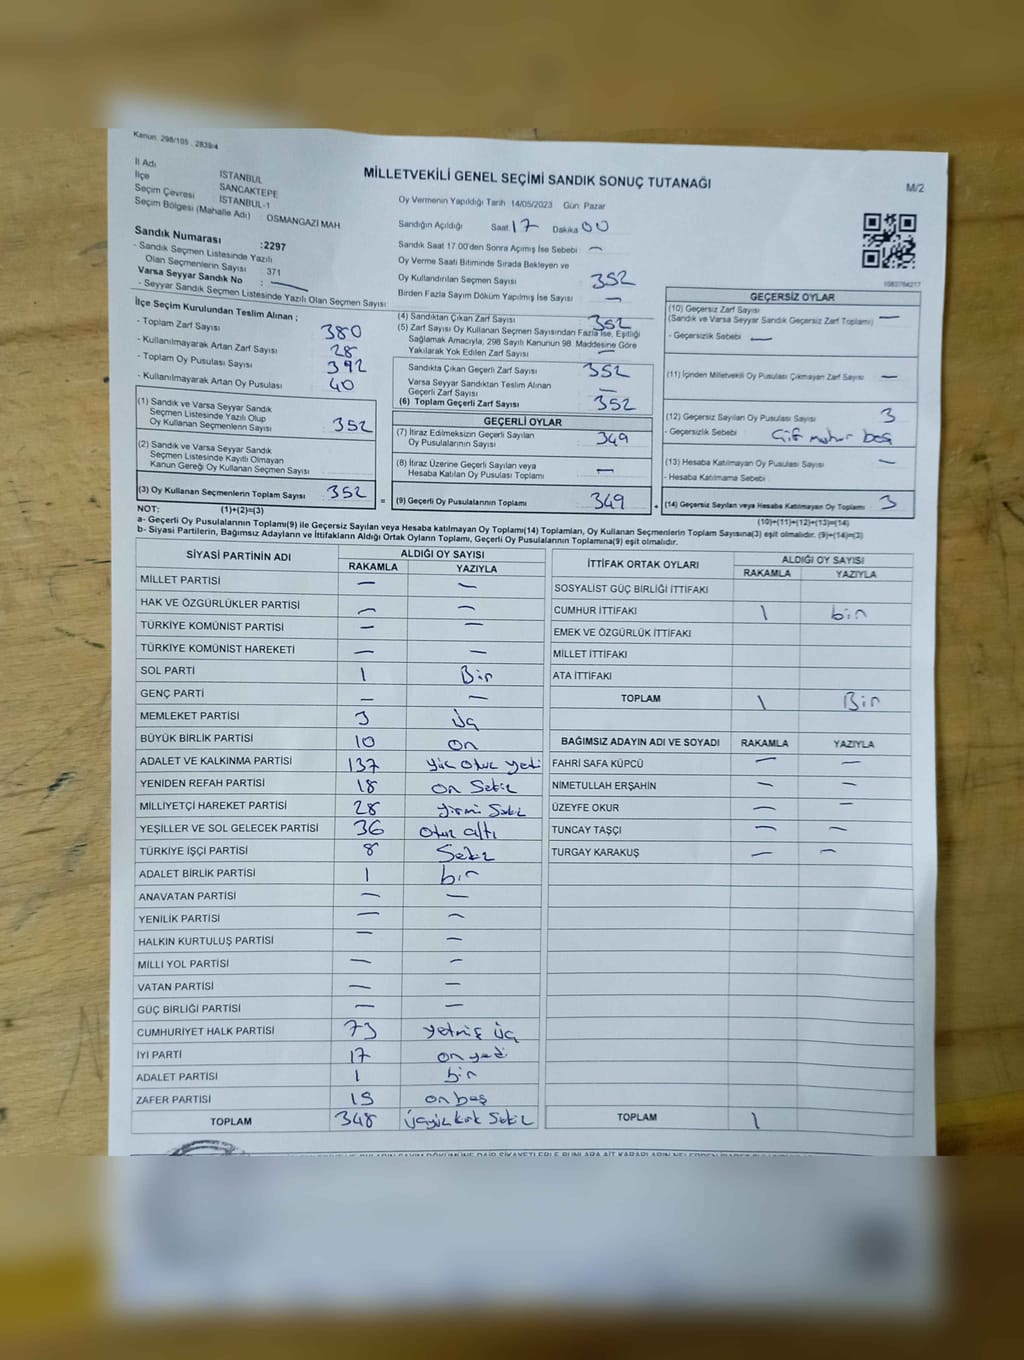 Kanun: 298/105 , 2839/4
MİLLETVEKİLİ GENEL SEÇİMİ SANDIK SONUÇ TUTANAĞI
M/2
İl Adı İSTANBUL
İlçe SANCAKTEPE
Seçim Çevresi İSTANBUL-1
Seçim Bölgesi (Mahalle Adı) : OSMANGAZİ MAH
Sandık Numarası :2297
- Sandık Seçmen Listesinde Yazılı
Olan Seçmenlerin Sayısı : 371
Varsa Seyyar Sandık No :
- Seyyar Sandık Seçmen Listesinde Yazılı Olan Seçmen Sayısı :
Oy Vermenin Yapıldığı Tarih 14/05/2023 Gün: Pazar
Sandığın Açıldığı Saat 17 Dakika 00
Sandık Saat 17.00'den Sonra Açılmış İse Sebebi —
Oy Verme Saati Bitiminde Sırada Bekleyen ve
Oy Kullandırılan Seçmen Sayısı 352
Birden Fazla Sayım Döküm Yapılmış İse Sayısı —
1083784217
İlçe Seçim Kurulundan Teslim Alınan ;
- Toplam Zarf Sayısı 380
- Kullanılmayarak Artan Zarf Sayısı 28
- Toplam Oy Pusulası Sayısı 392
- Kullanılmayarak Artan Oy Pusulası 40
(1) Sandık ve Varsa Seyyar Sandık
Seçmen Listesinde Yazılı Olup
Oy Kullanan Seçmenlerin Sayısı 352
(2) Sandık ve Varsa Seyyar Sandık
Seçmen Listesinde Kayıtlı Olmayan
Kanun Gereği Oy Kullanan Seçmen Sayısı
(3) Oy Kullanan Seçmenlerin Toplam Sayısı 352 =
(4) Sandıktan Çıkan Zarf Sayısı 352
(5) Zarf Sayısı Oy Kullanan Seçmen Sayısından Fazla İse, Eşitliği
Sağlamak Amacıyla, 298 Sayılı Kanunun 98. Maddesine Göre
Yakılarak Yok Edilen Zarf Sayısı —
Sandıkta Çıkan Geçerli Zarf Sayısı 352
Varsa Seyyar Sandıktan Teslim Alınan
Geçerli Zarf Sayısı —
(6) Toplam Geçerli Zarf Sayısı 352
GEÇERLİ OYLAR
(7) İtiraz Edilmeksizin Geçerli Sayılan
Oy Pusulalarının Sayısı 349
(8) İtiraz Üzerine Geçerli Sayılan veya
Hesaba Katılan Oy Pusulası Toplamı —
(9) Geçerli Oy Pusulalarının Toplamı 349 +
GEÇERSİZ OYLAR
(10) Geçersiz Zarf Sayısı
(Sandık ve Varsa Seyyar Sandık Geçersiz Zarf Toplamı) —
- Geçersizlik Sebebi —
(11) İçinden Milletvekili Oy Pusulası Çıkmayan Zarf Sayısı —
(12) Geçersiz Sayılan Oy Pusulası Sayısı 3
- Geçersizlik Sebebi Çift mühür boş
(13) Hesaba Katılmayan Oy Pusulası Sayısı —
- Hesaba Katılmama Sebebi
(14) Geçersiz Sayılan veya Hesaba Katılmayan Oy Toplamı 3
NOT: (1)+(2)=(3) (10)+(11)+(12)+(13)=(14)
a- Geçerli Oy Pusulalarının Toplamı(9) ile Geçersiz Sayılan veya Hesaba katılmayan Oy Toplamı(14) Toplamları, Oy Kullanan Seçmenlerin Toplam Sayısına(3) eşit olmalıdır. (9)+(14)=(3)
b- Siyasi Partilerin, Bağımsız Adayların ve İttifakların Aldığı Ortak Oyların Toplamı, Geçerli Oy Pusulalarının Toplamına(9) eşit olmalıdır.
SİYASİ PARTİNİN ADI ALDIĞI OY SAYISI
RAKAMLA YAZIYLA
MİLLET PARTİSİ — —
HAK VE ÖZGÜRLÜKLER PARTİSİ — —
TÜRKİYE KOMÜNİST PARTİSİ — —
TÜRKİYE KOMÜNİST HAREKETİ — —
SOL PARTİ 1 Bir
GENÇ PARTİ — —
MEMLEKET PARTİSİ 3 üç
BÜYÜK BİRLİK PARTİSİ 10 on
ADALET VE KALKINMA PARTİSİ 137 yüz otuz yedi
YENİDEN REFAH PARTİSİ 18 on Sekiz
MİLLİYETÇİ HAREKET PARTİSİ 28 yirmi Sekiz
YEŞİLLER VE SOL GELECEK PARTİSİ 36 otuz altı
TÜRKİYE İŞÇİ PARTİSİ 8 Sekiz
ADALET BİRLİK PARTİSİ 1 bir
ANAVATAN PARTİSİ — —
YENİLİK PARTİSİ — —
HALKIN KURTULUŞ PARTİSİ — —
MİLLİ YOL PARTİSİ — —
VATAN PARTİSİ — —
GÜÇ BİRLİĞİ PARTİSİ — —
CUMHURİYET HALK PARTİSİ 73 yetmiş üç
İYİ PARTİ 17 on yedi
ADALET PARTİSİ 1 bir
ZAFER PARTİSİ 15 on beş
TOPLAM 348 üçyüz kırk Sekiz
İTTİFAK ORTAK OYLARI ALDIĞI OY SAYISI
RAKAMLA YAZIYLA
SOSYALİST GÜÇ BİRLİĞİ İTTİFAKI
CUMHUR İTTİFAKI 1 bir
EMEK VE ÖZGÜRLÜK İTTİFAKI
MİLLET İTTİFAKI
ATA İTTİFAKI
TOPLAM 1 Bir
BAĞIMSIZ ADAYIN ADI VE SOYADI RAKAMLA YAZIYLA
FAHRİ SAFA KÜPCÜ — —
NİMETULLAH ERŞAHİN — —
ÜZEYFE OKUR — —
TUNCAY TAŞÇI — —
TURGAY KARAKUŞ — —
TOPLAM 1